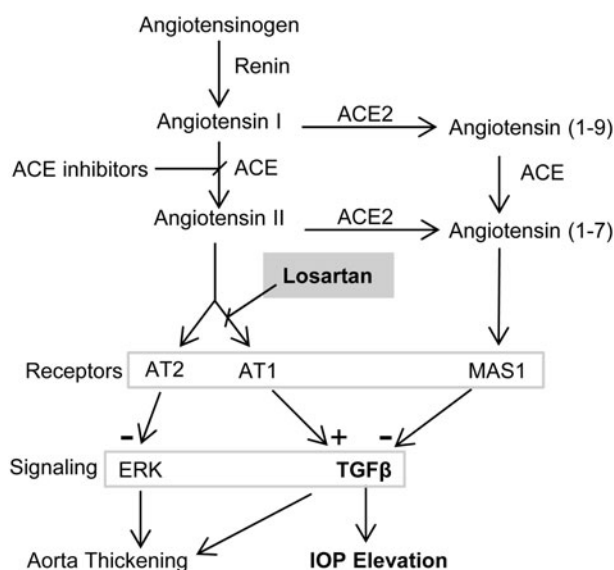 Angiotensinogen
Renin
Angiotensin I
ACE2
Angiotensin (1-9)
ACE inhibitors
ACE
ACE
Angiotensin II
ACE2
Angiotensin (1-7)
Losartan
Receptors
AT2
AT1
MAS1
-
+
-
Signaling
ERK
TGFβ
Aorta Thickening
IOP Elevation